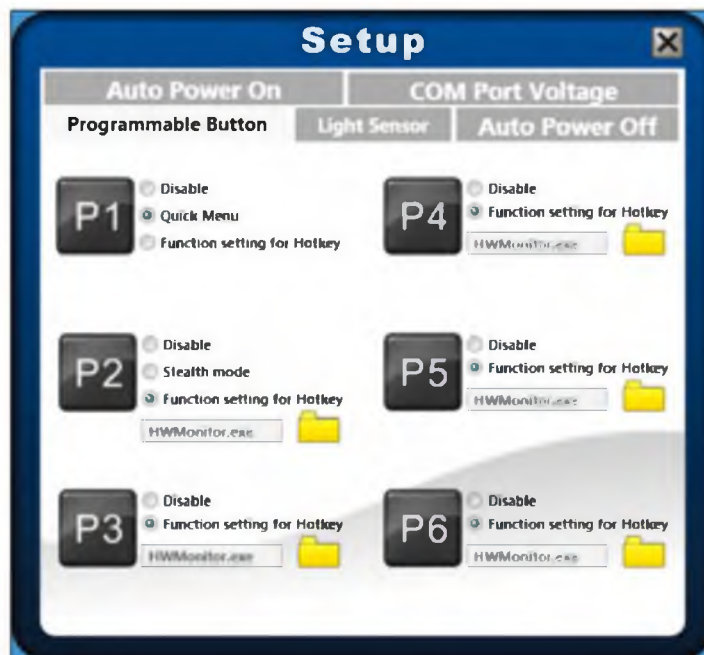 Setup
Auto Power On
COM Port Voltage
Programmable Button
Light Sensor
Auto Power Off
P1
Disable
Quick Menu
Function setting for Hotkey
P2
Disable
Stealth mode
Function setting for Hotkey
HWMonitor.exe
P3
Disable
Function setting for Hotkey
HWMonitor.exe
P4
Disable
Function setting for Hotkey
HWMonitor.exe
P5
Disable
Function setting for Hotkey
HWMonitor.exe
P6
Disable
Function setting for Hotkey
HWMonitor.exe